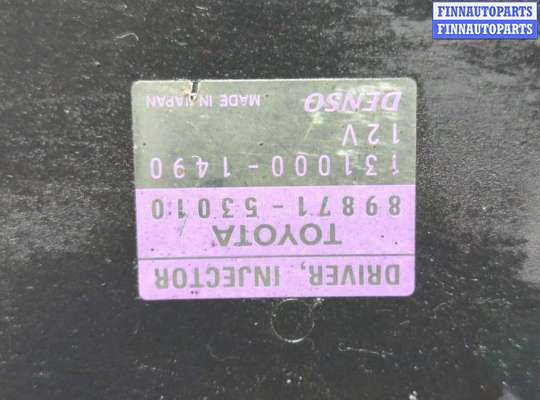 FINNAUTOPARTS
FINNAUTOPARTS
DRIVER, INJECTOR
TOYOTA
89871-53010
131000-1490
12V
DENSO MADE IN JAPAN